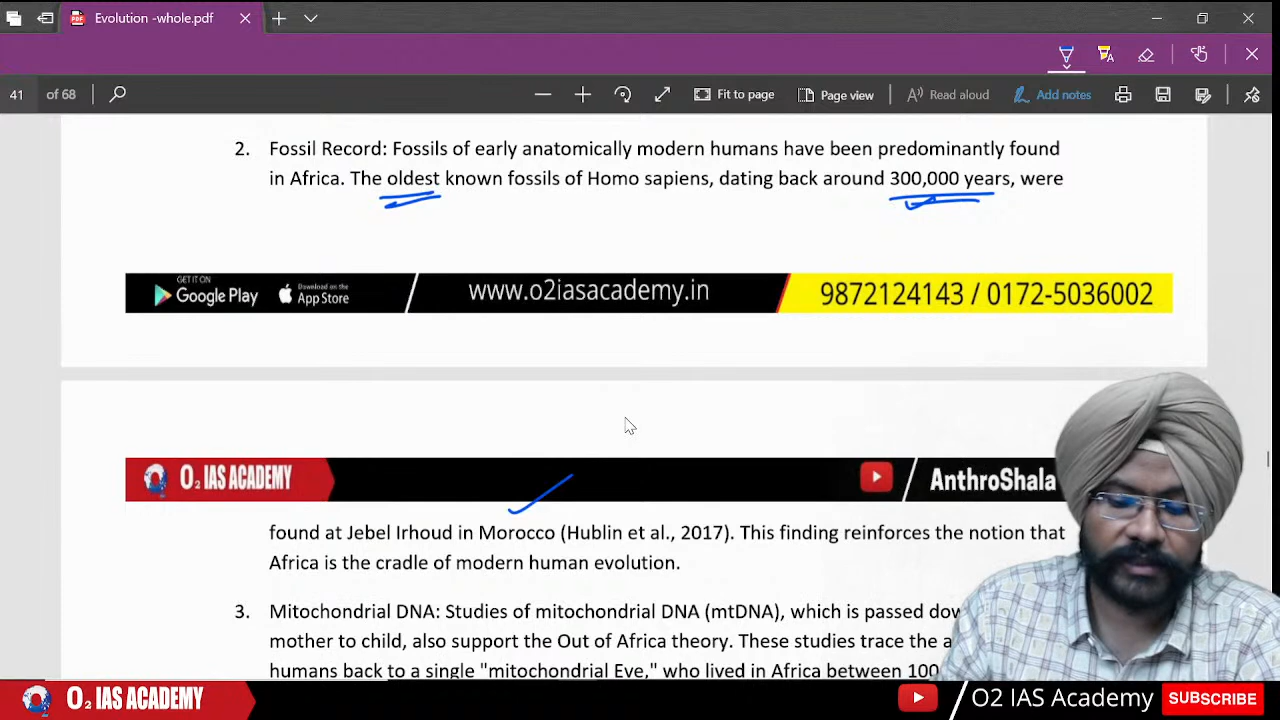 Evolution -whole.pdf
41 of 68
Fit to page
Page view
Read aloud
Add notes
2. Fossil Record: Fossils of early anatomically modern humans have been predominantly found
in Africa. The oldest known fossils of Homo sapiens, dating back around 300,000 years, were
GET IT ON
Google Play
Download on the
App Store
www.o2iasacademy.in
9872124143 / 0172-5036002
O2 IAS ACADEMY
AnthroShala
found at Jebel Irhoud in Morocco (Hublin et al., 2017). This finding reinforces the notion that
Africa is the cradle of modern human evolution.
3. Mitochondrial DNA: Studies of mitochondrial DNA (mtDNA), which is passed dow
mother to child, also support the Out of Africa theory. These studies trace the a
humans back to a single "mitochondrial Eve," who lived in Africa between 100
O2 IAS ACADEMY
O2 IAS Academy
SUBSCRIBE